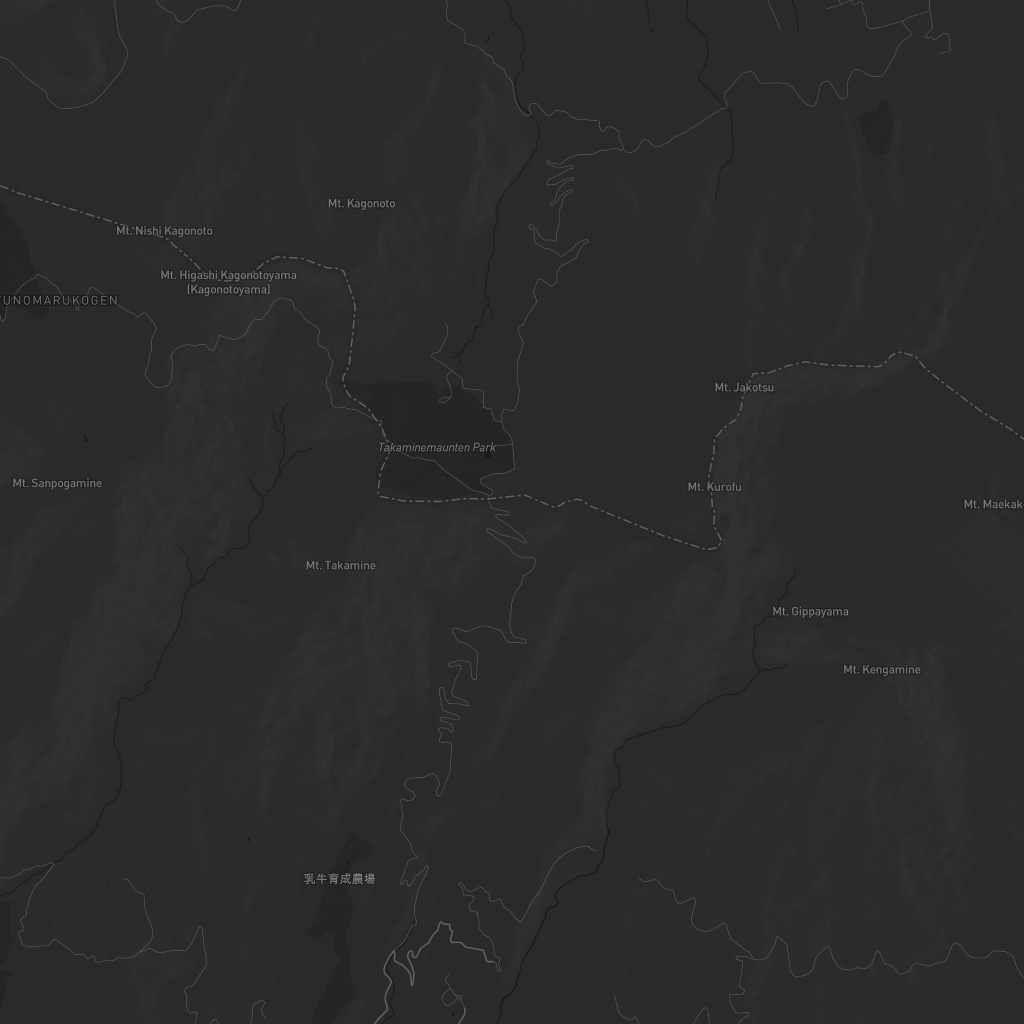 Mt. Kagonoto
Mt. Nishi Kagonoto
Mt. Higashi Kagonotoyama
(Kagonotoyama)
YUNOMARUKOGEN
Mt. Jakotsu
Takaminemaunten Park
Mt. Sanpogamine
Mt. Kurofu
Mt. Maekak
Mt. Takamine
Mt. Gippayama
Mt. Kengamine
乳牛育成農場